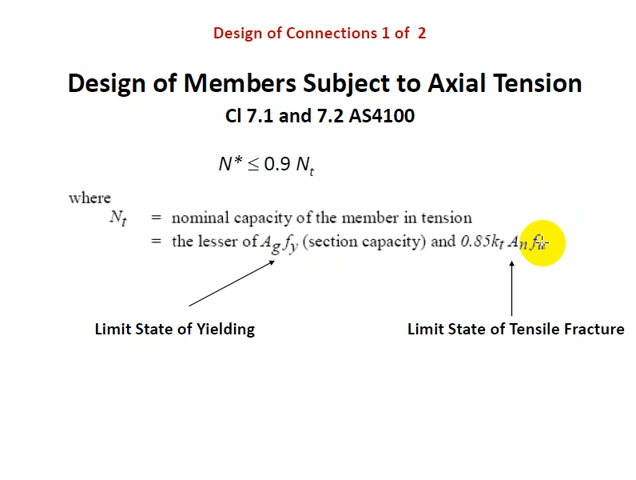 Design of Connections 1 of 2
Design of Members Subject to Axial Tension
Cl 7.1 and 7.2 AS4100
N* ≤ 0.9 Nt
where
Nt = nominal capacity of the member in tension
= the lesser of Ag fy (section capacity) and 0.85kt An fu
Limit State of Yielding
Limit State of Tensile Fracture